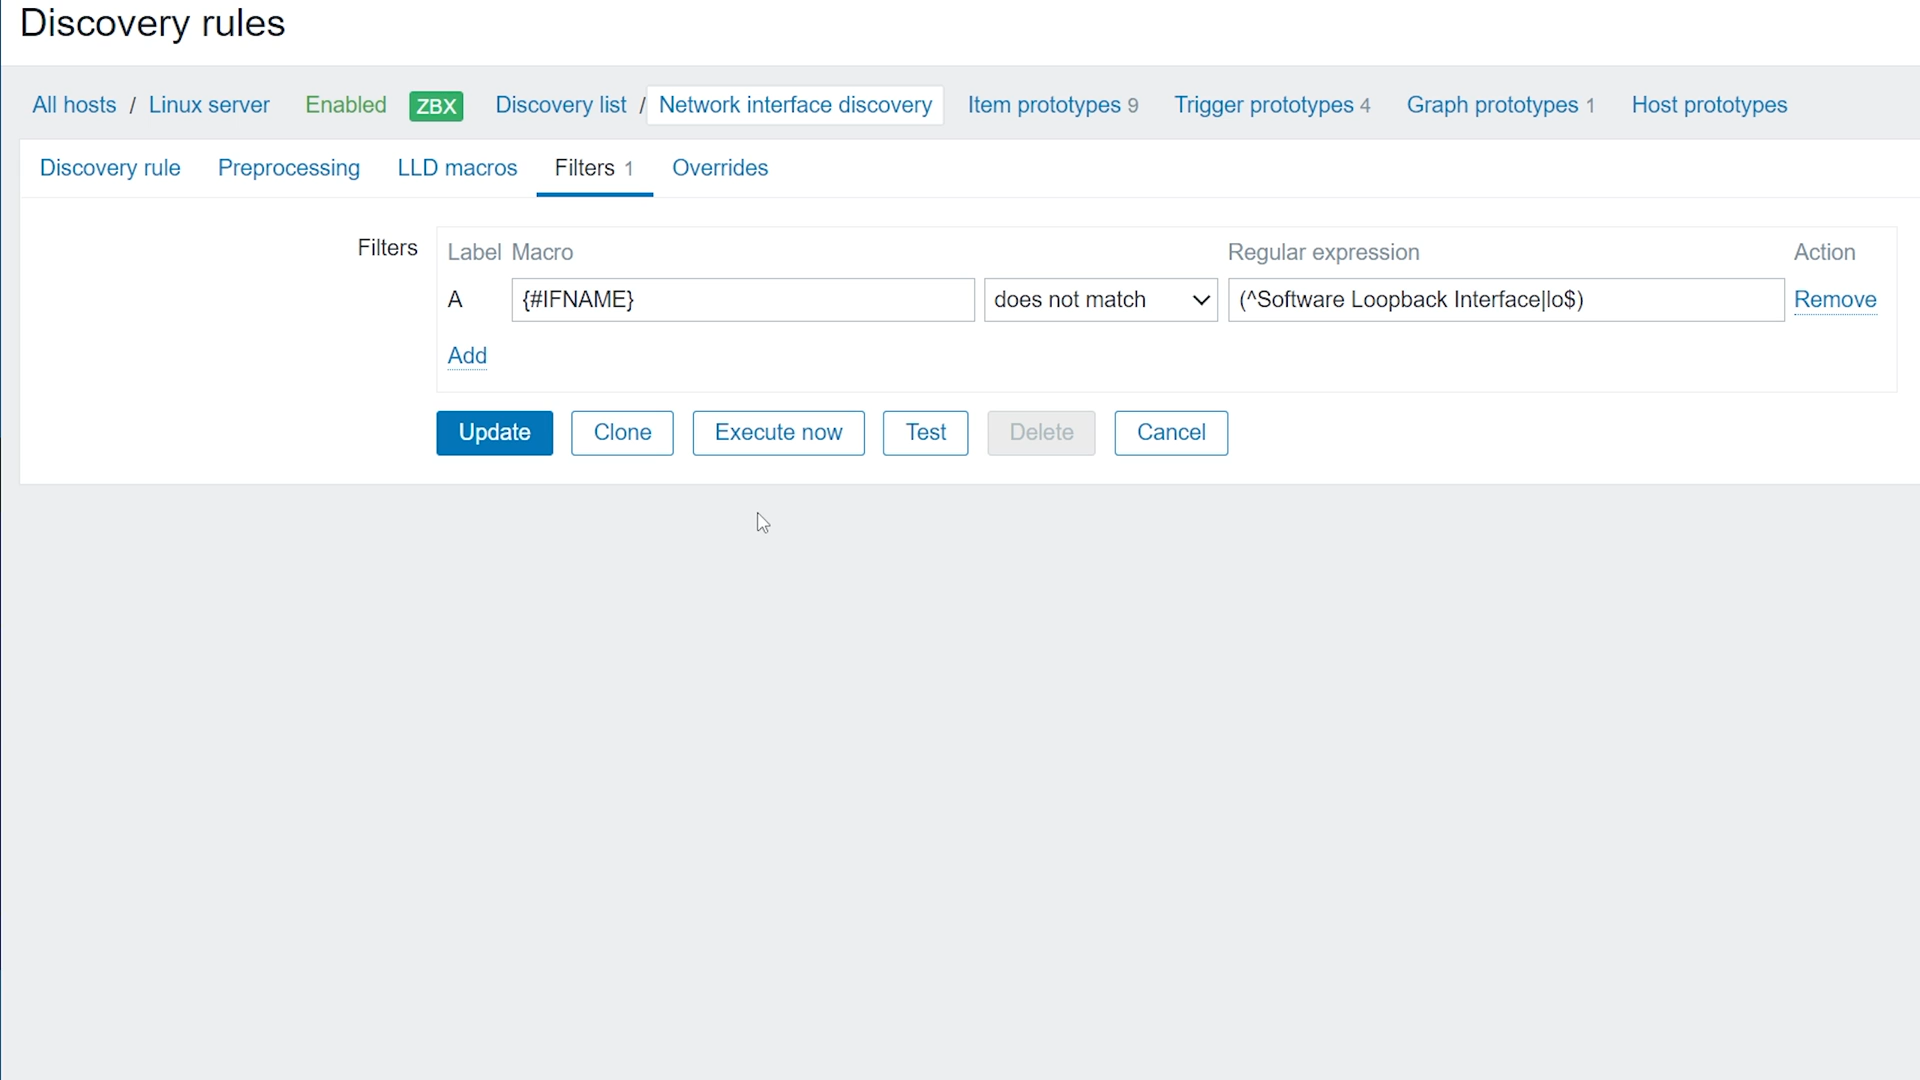 Discovery rules
All hosts / Linux server Enabled ZBX Discovery list / Network interface discovery Item prototypes 9 Trigger prototypes 4 Graph prototypes 1 Host prototypes
Discovery rule Preprocessing LLD macros Filters 1 Overrides
Filters Label Macro Regular expression Action
A {#IFNAME} does not match (^Software Loopback Interface|lo$) Remove
Add
Update Clone Execute now Test Delete Cancel